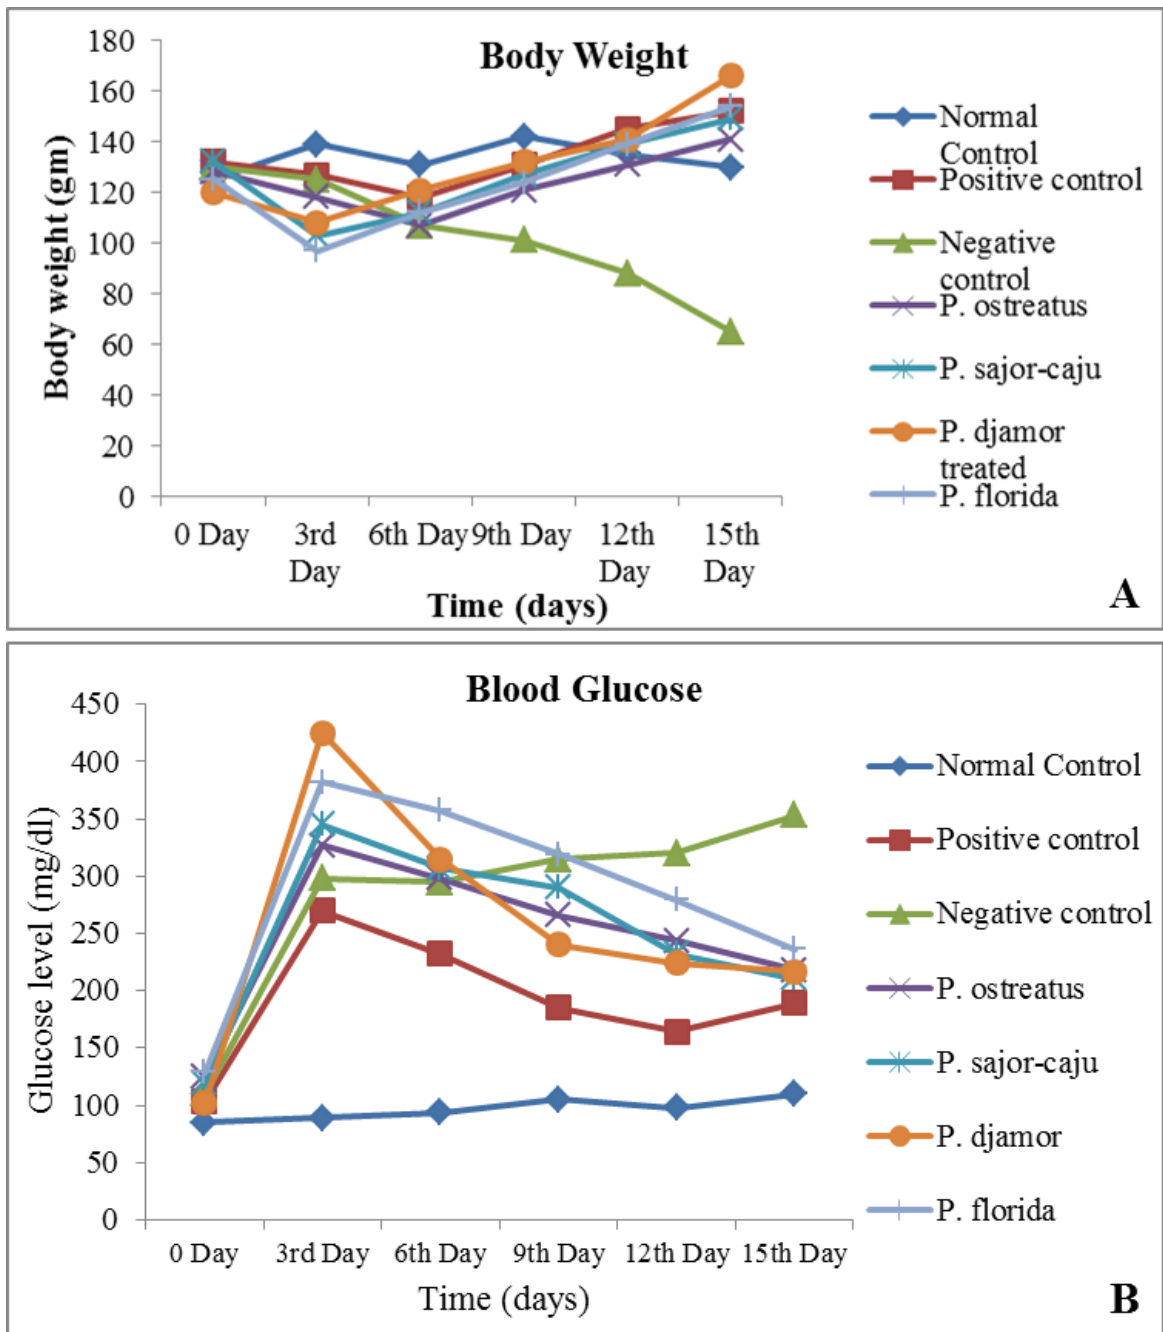 Body Weight
Body weight (gm)
180
160
140
120
100
80
60
40
20
0
0 Day
3rd
Day
6th Day
9th Day
12th
Day
15th
Day
Time (days)
Normal
Control
Positive control
Negative
control
P. ostreatus
P. sajor-caju
P. djamor
treated
P. florida
A
Blood Glucose
Glucose level (mg/dl)
450
400
350
300
250
200
150
100
50
0
0 Day
3rd Day
6th Day
9th Day
12th Day
15th Day
Time (days)
Normal Control
Positive control
Negative control
P. ostreatus
P. sajor-caju
P. djamor
P. florida
B